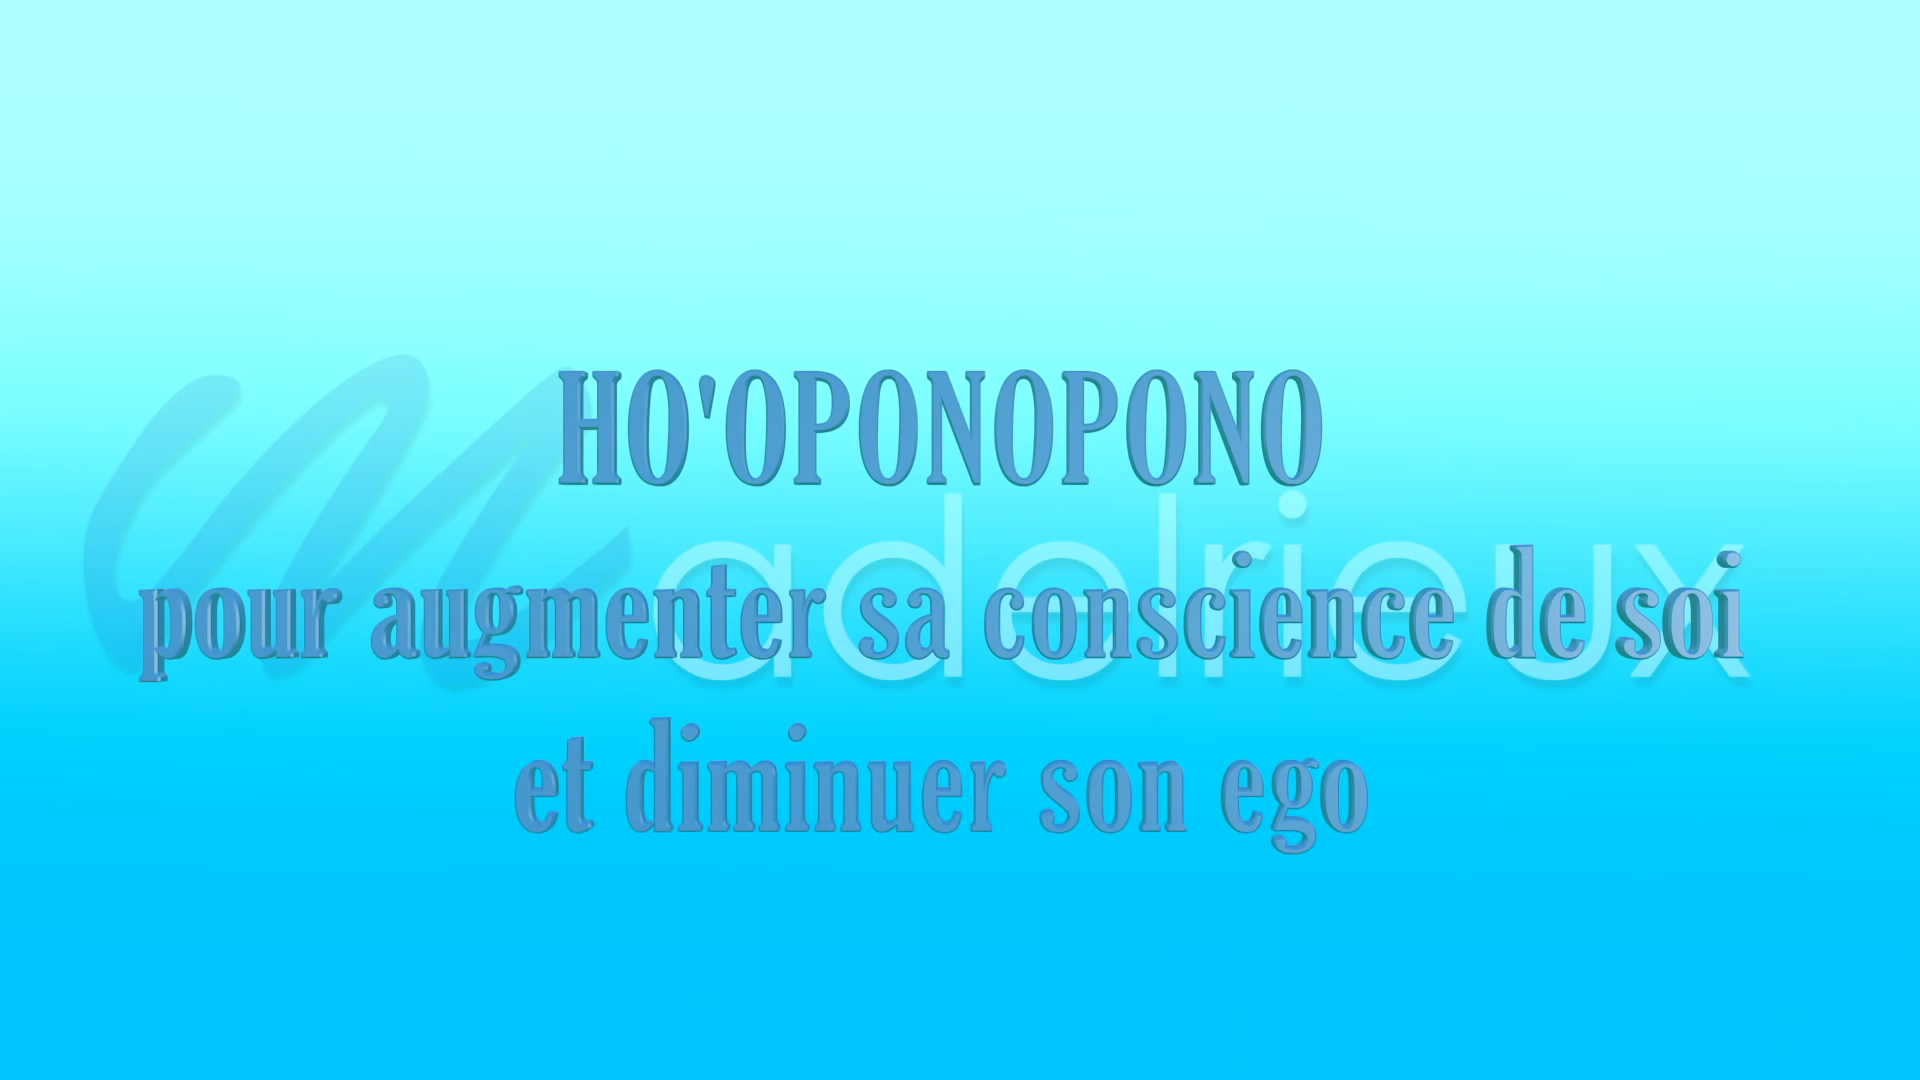 HO'OPONOPONO
Madelrieux
pour augmenter sa conscience de soi
et diminuer son ego